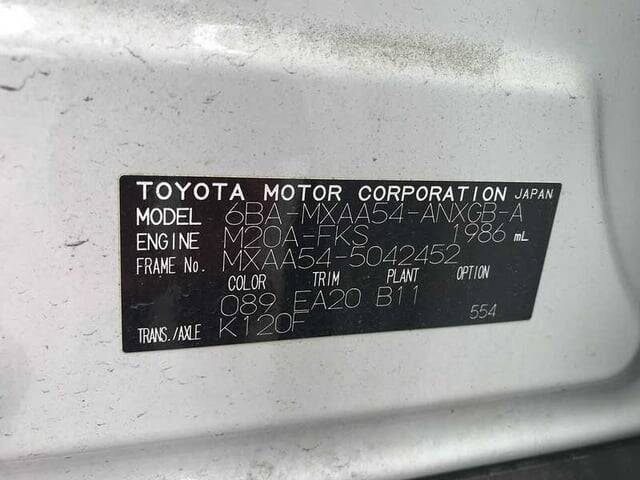 TOYOTA MOTOR CORPORATION JAPAN
MODEL 6BA-MXAA54-ANXGB-A
ENGINE M20A-FKS 1986 mL
FRAME NO. MXAA54-5042452
COLOR TRIM PLANT OPTION
089 EA20 B11
TRANS./AXLE K120F 554